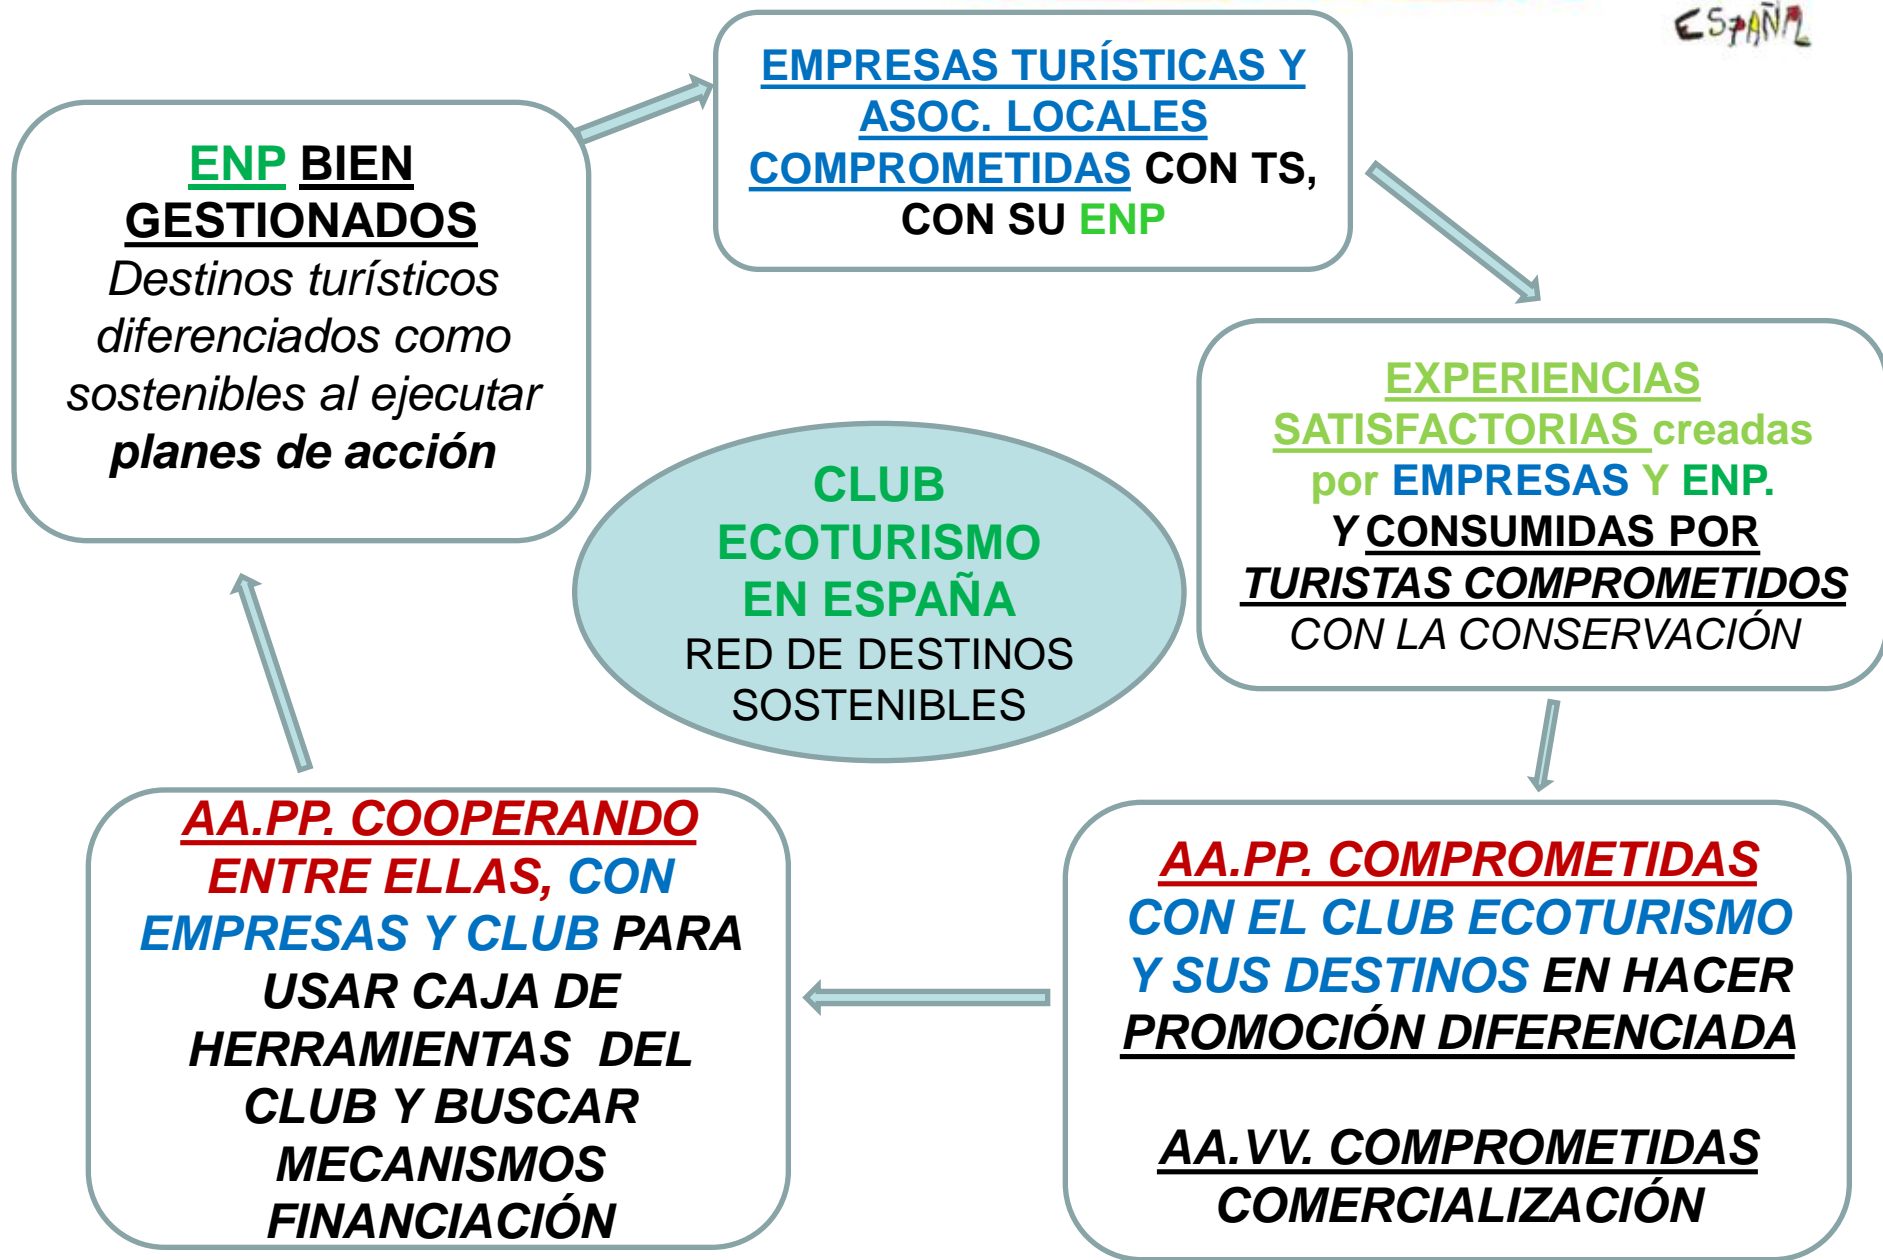 ESPAÑA
EMPRESAS TURÍSTICAS Y
ASOC. LOCALES
COMPROMETIDAS CON TS,
CON SU ENP
ENP BIEN
GESTIONADOS
Destinos turísticos
diferenciados como
sostenibles al ejecutar
planes de acción
EXPERIENCIAS
SATISFACTORIAS creadas
por EMPRESAS Y ENP.
Y CONSUMIDAS POR
TURISTAS COMPROMETIDOS
CON LA CONSERVACIÓN
CLUB
ECOTURISMO
EN ESPAÑA
RED DE DESTINOS
SOSTENIBLES
AA.PP. COOPERANDO
ENTRE ELLAS, CON
EMPRESAS Y CLUB PARA
USAR CAJA DE
HERRAMIENTAS DEL
CLUB Y BUSCAR
MECANISMOS
FINANCIACIÓN
AA.PP. COMPROMETIDAS
CON EL CLUB ECOTURISMO
Y SUS DESTINOS EN HACER
PROMOCIÓN DIFERENCIADA
AA.VV. COMPROMETIDAS
COMERCIALIZACIÓN